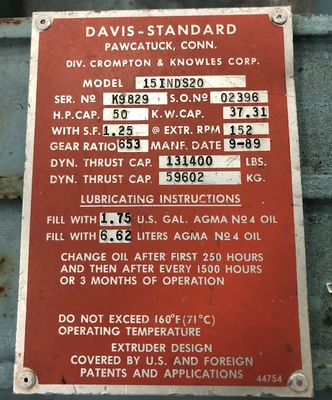 DAVIS-STANDARD
PAWCATUCK, CONN.
DIV. CROMPTON & KNOWLES CORP.
MODEL 15INDS20
SER. Nº K9829 S.O. Nº 02396
H.P. CAP. 50 K.W. CAP. 37.31
WITH S.F. 1.25 @ EXTR. RPM 152
GEAR RATIO 653 MANF. DATE 9-89
DYN. THRUST CAP. 131400 LBS.
DYN. THRUST CAP. 59602 KG.
LUBRICATING INSTRUCTIONS
FILL WITH 1.75 U.S. GAL. AGMA Nº 4 OIL
FILL WITH 6.62 LITERS AGMA Nº 4 OIL
CHANGE OIL AFTER FIRST 250 HOURS
AND THEN AFTER EVERY 1500 HOURS
OR 3 MONTHS OF OPERATION
DO NOT EXCEED 160°F (71°C)
OPERATING TEMPERATURE
EXTRUDER DESIGN
COVERED BY U.S. AND FOREIGN
PATENTS AND APPLICATIONS
44754